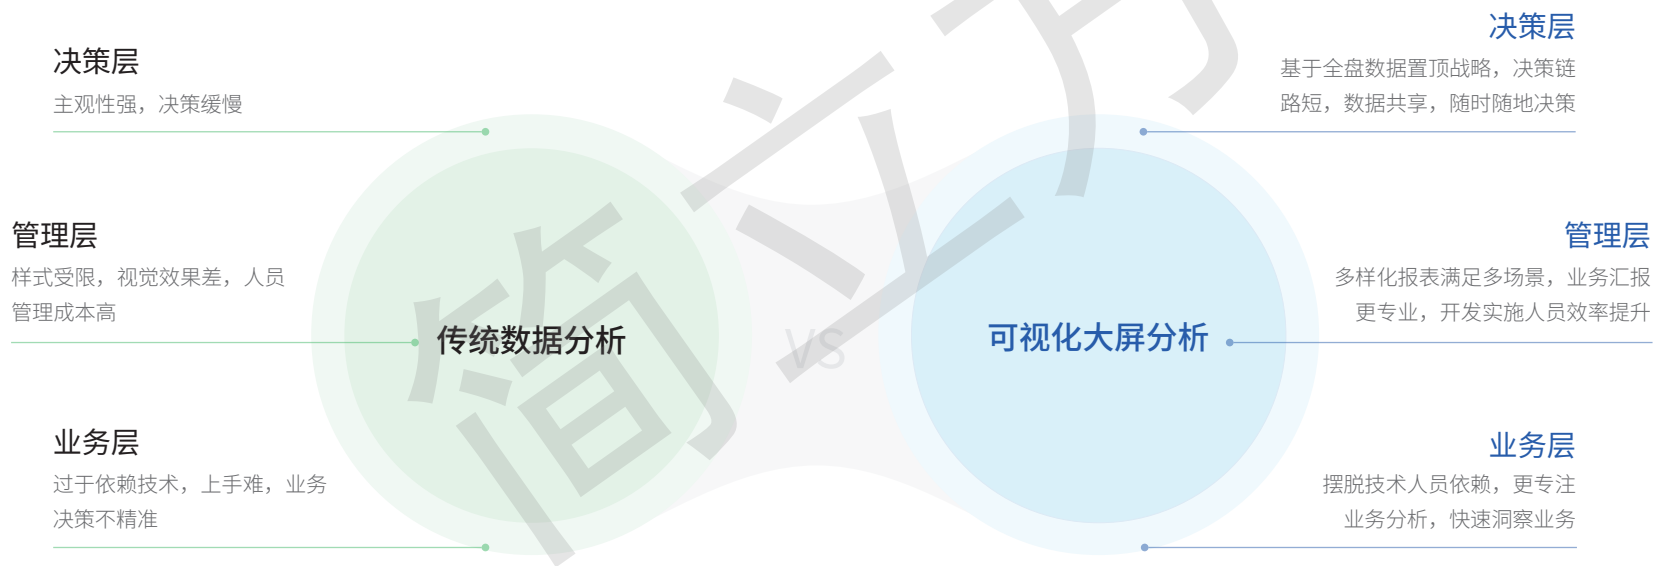 决策层
主观性强，决策缓慢
管理层
样式受限，视觉效果差，人员
管理成本高
业务层
过于依赖技术，上手难，业务
决策不精准
传统数据分析
VS
可视化大屏分析
决策层
基于全盘数据置顶战略，决策链
路短，数据共享，随时随地决策
管理层
多样化报表满足多场景，业务汇报
更专业，开发实施人员效率提升
业务层
摆脱技术人员依赖，更专注
业务分析，快速洞察业务
简立方